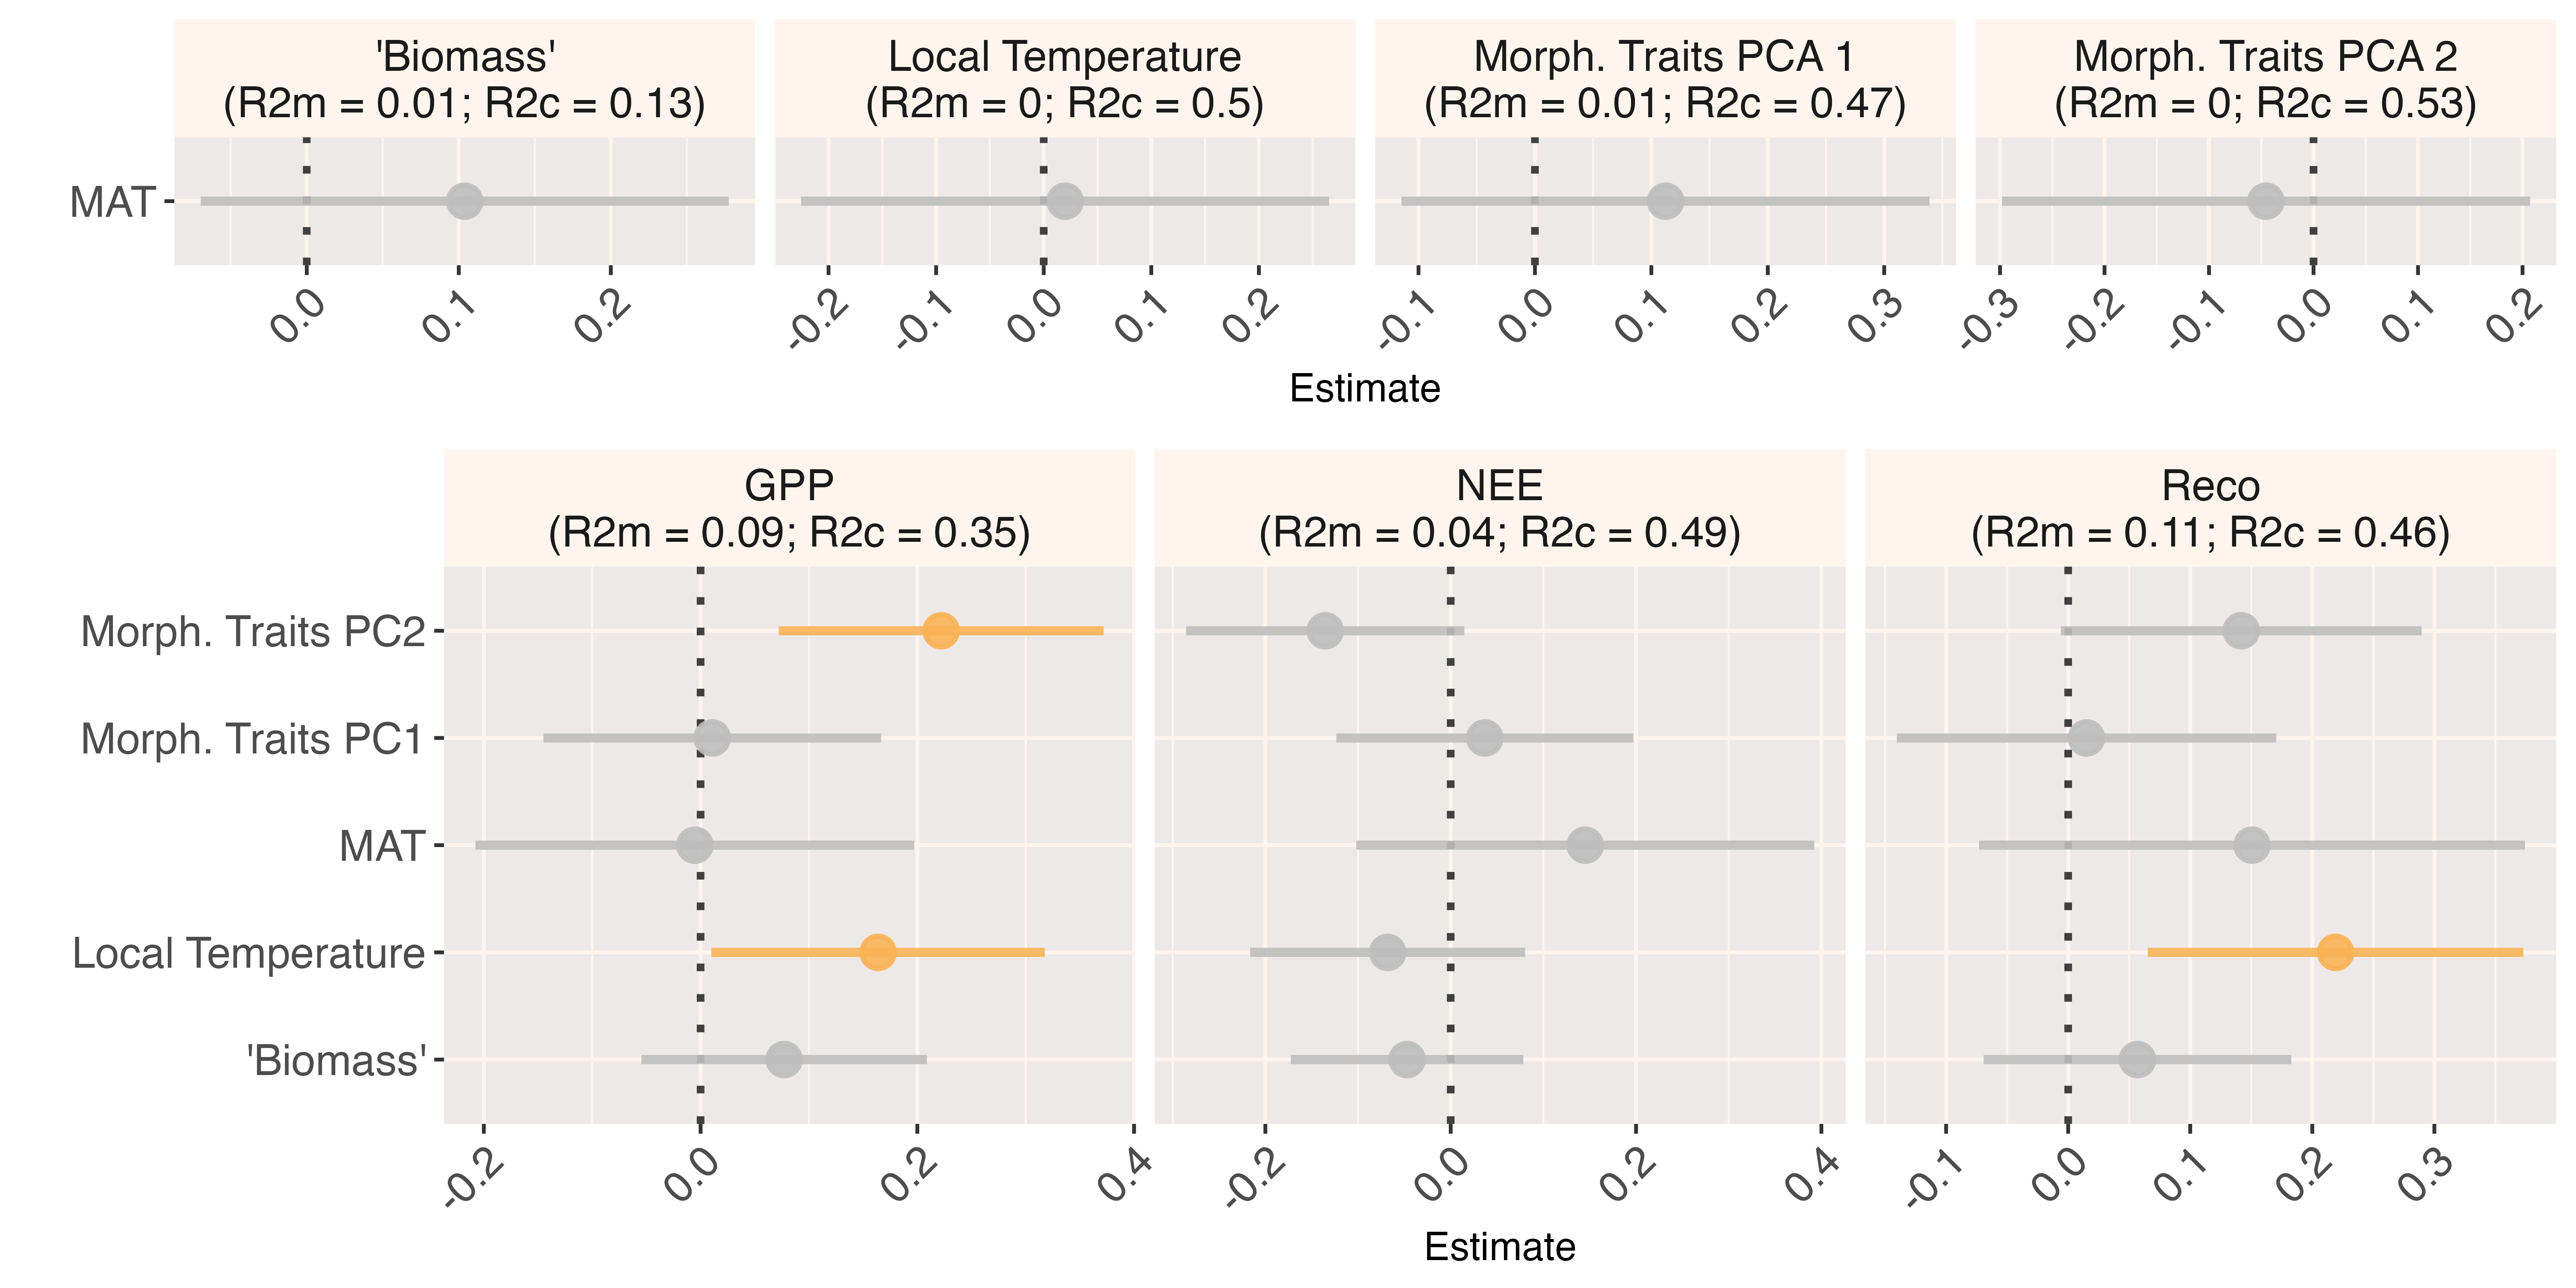 'Biomass'
(R2m = 0.01; R2c = 0.13)
Local Temperature
(R2m = 0; R2c = 0.5)
Morph. Traits PCA 1
(R2m = 0.01; R2c = 0.47)
Morph. Traits PCA 2
(R2m = 0; R2c = 0.53)
MAT
0.0 0.1 0.2
-0.2 -0.1 0.0 0.1 0.2
-0.1 0.0 0.1 0.2 0.3
-0.3 -0.2 -0.1 0.0 0.1 0.2
Estimate
GPP
(R2m = 0.09; R2c = 0.35)
NEE
(R2m = 0.04; R2c = 0.49)
Reco
(R2m = 0.11; R2c = 0.46)
Morph. Traits PC2
Morph. Traits PC1
MAT
Local Temperature
'Biomass'
-0.2 0.0 0.2 0.4
-0.2 0.0 0.2 0.4
-0.1 0.0 0.1 0.2 0.3
Estimate